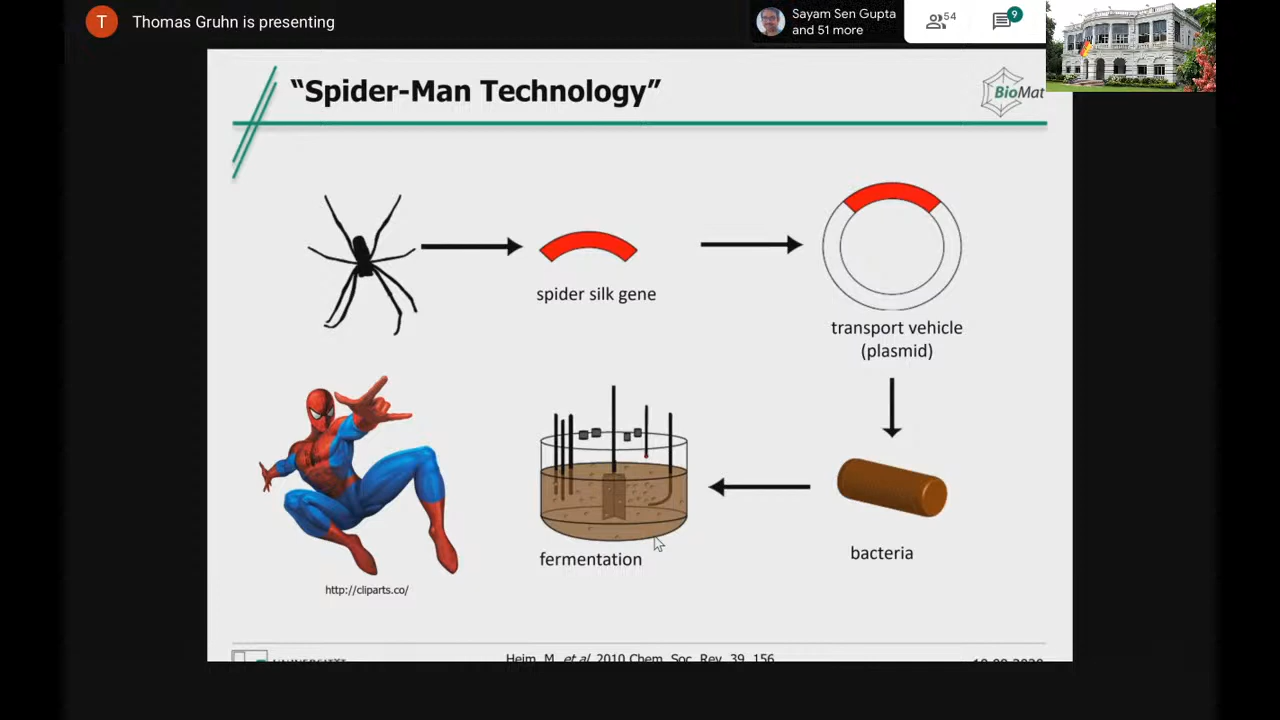 T
Thomas Gruhn is presenting
Sayam Sen Gupta
and 51 more
54
9
"Spider-Man Technology"
BioMat
spider silk gene
transport vehicle
(plasmid)
fermentation
bacteria
http://cliparts.co/
Heim, M. et al. 2010 Chem. Soc. Rev. 39, 156